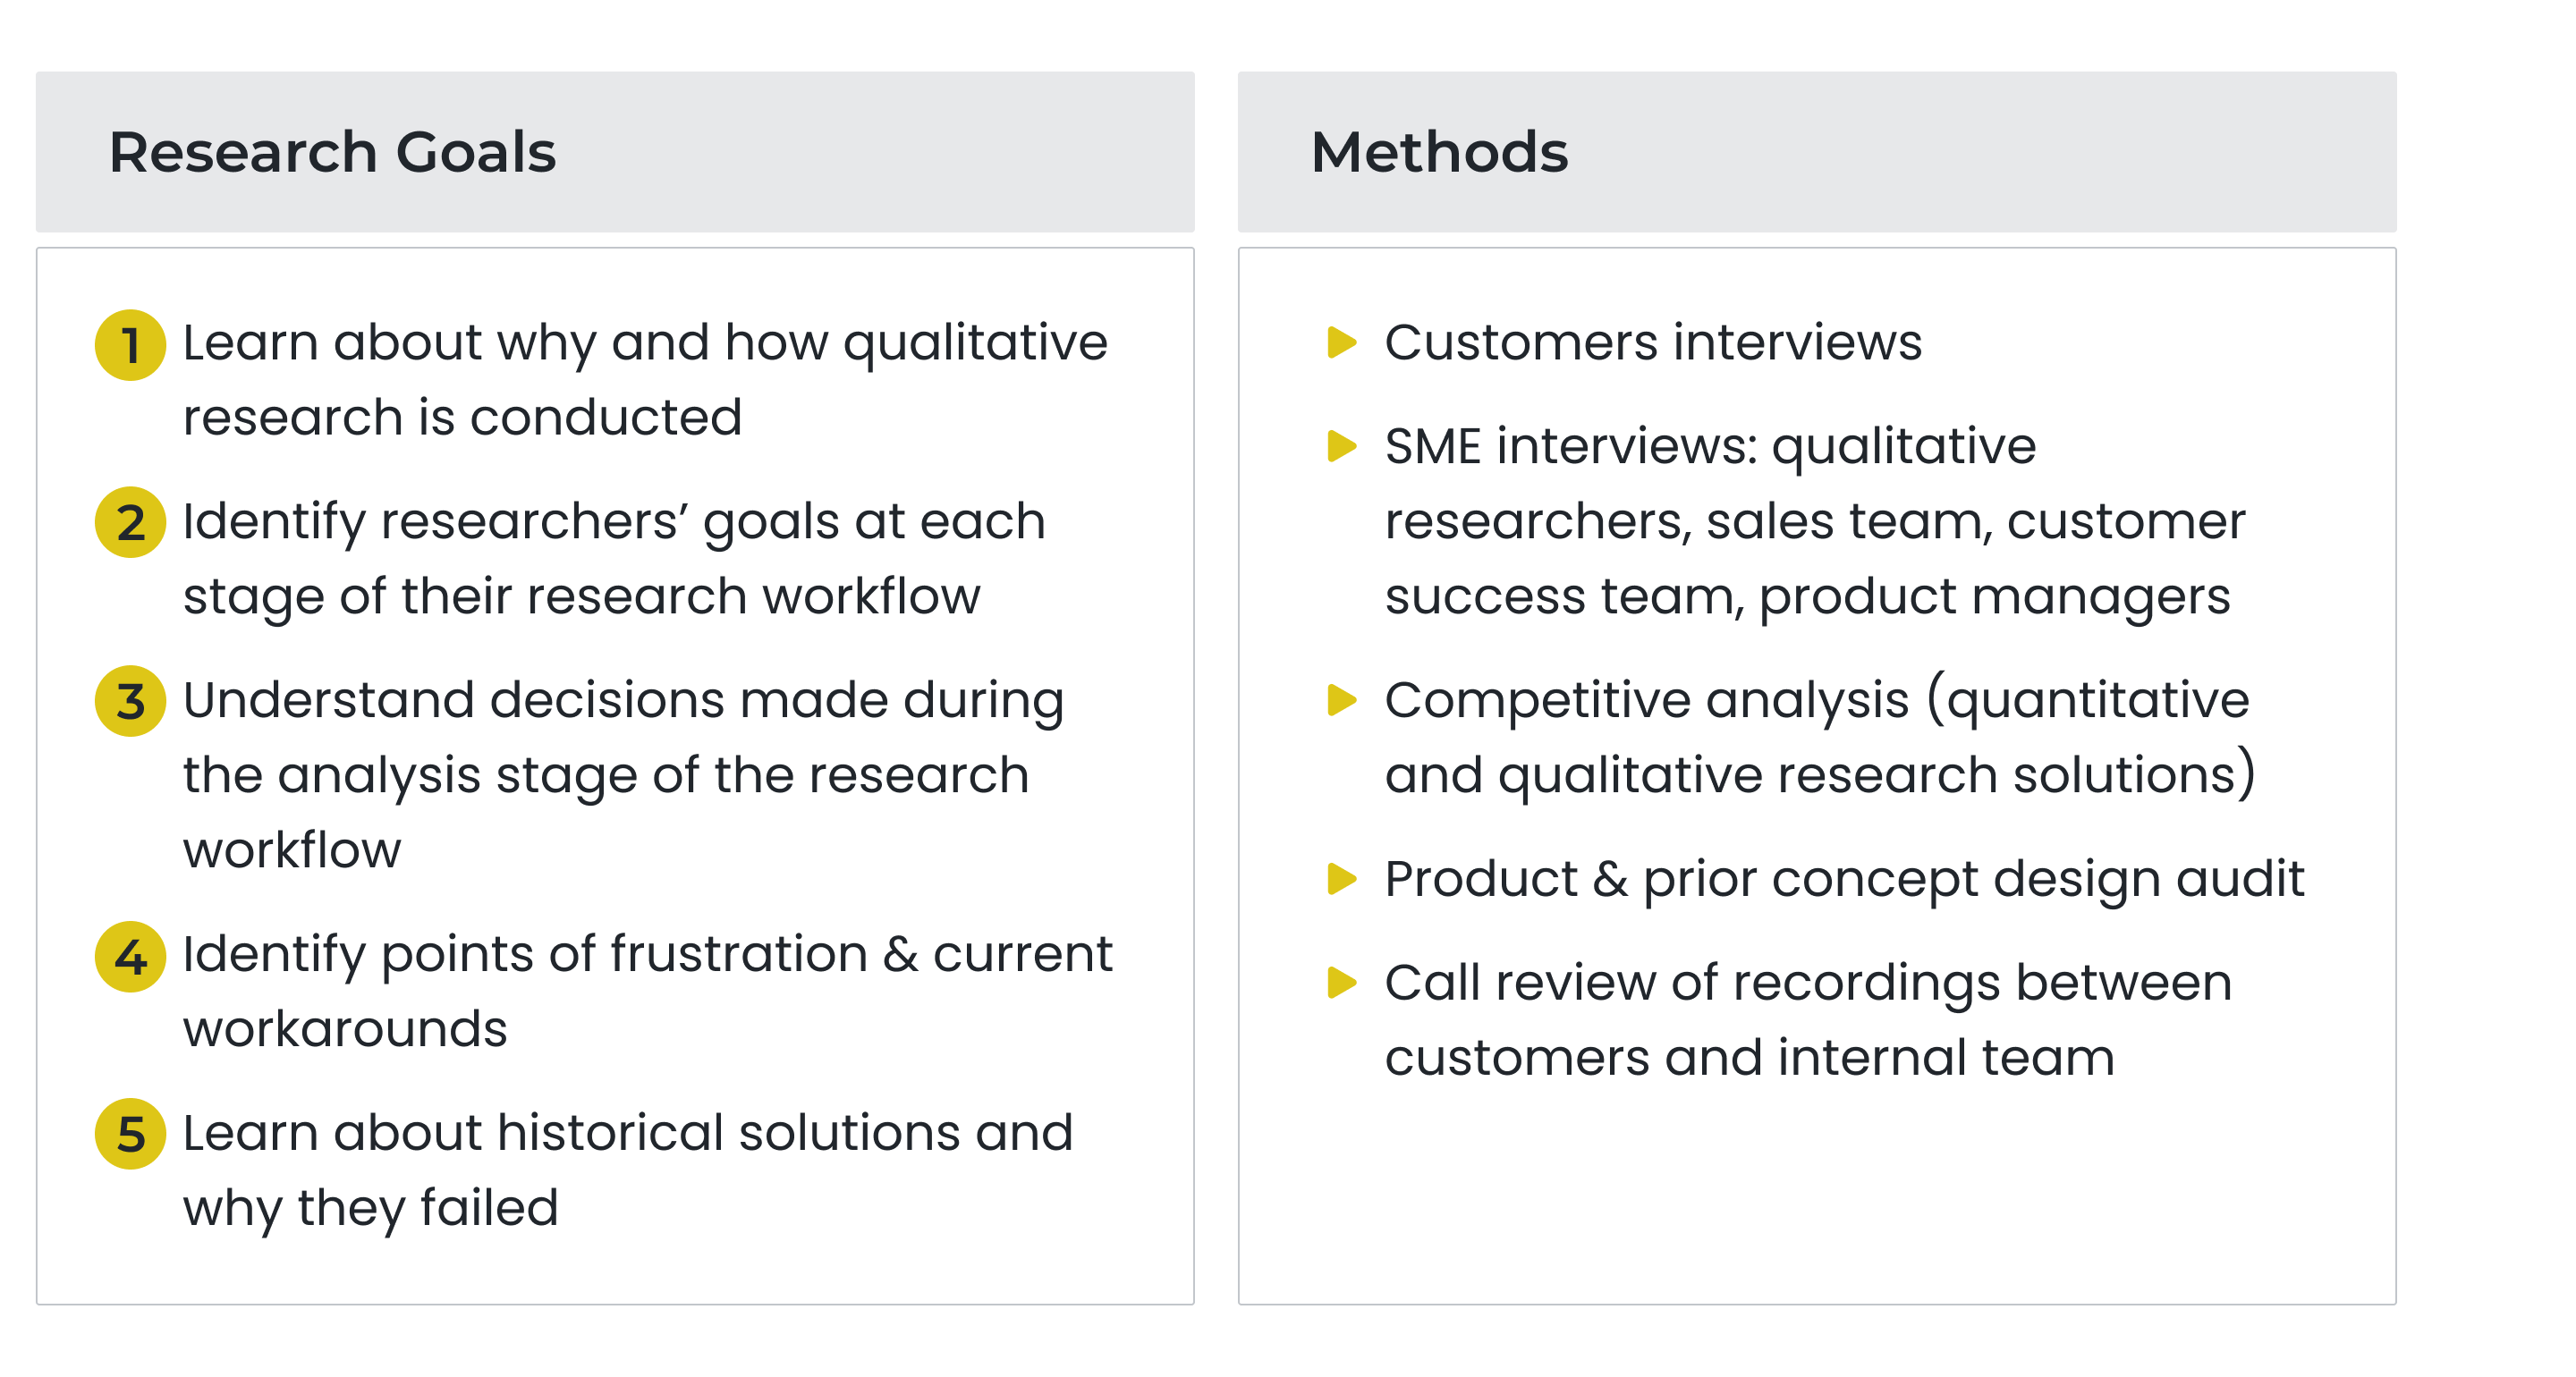 Research Goals
1 Learn about why and how qualitative
research is conducted
2 Identify researchers’ goals at each
stage of their research workflow
3 Understand decisions made during
the analysis stage of the research
workflow
4 Identify points of frustration & current
workarounds
5 Learn about historical solutions and
why they failed
Methods
Customers interviews
SME interviews: qualitative
researchers, sales team, customer
success team, product managers
Competitive analysis (quantitative
and qualitative research solutions)
Product & prior concept design audit
Call review of recordings between
customers and internal team